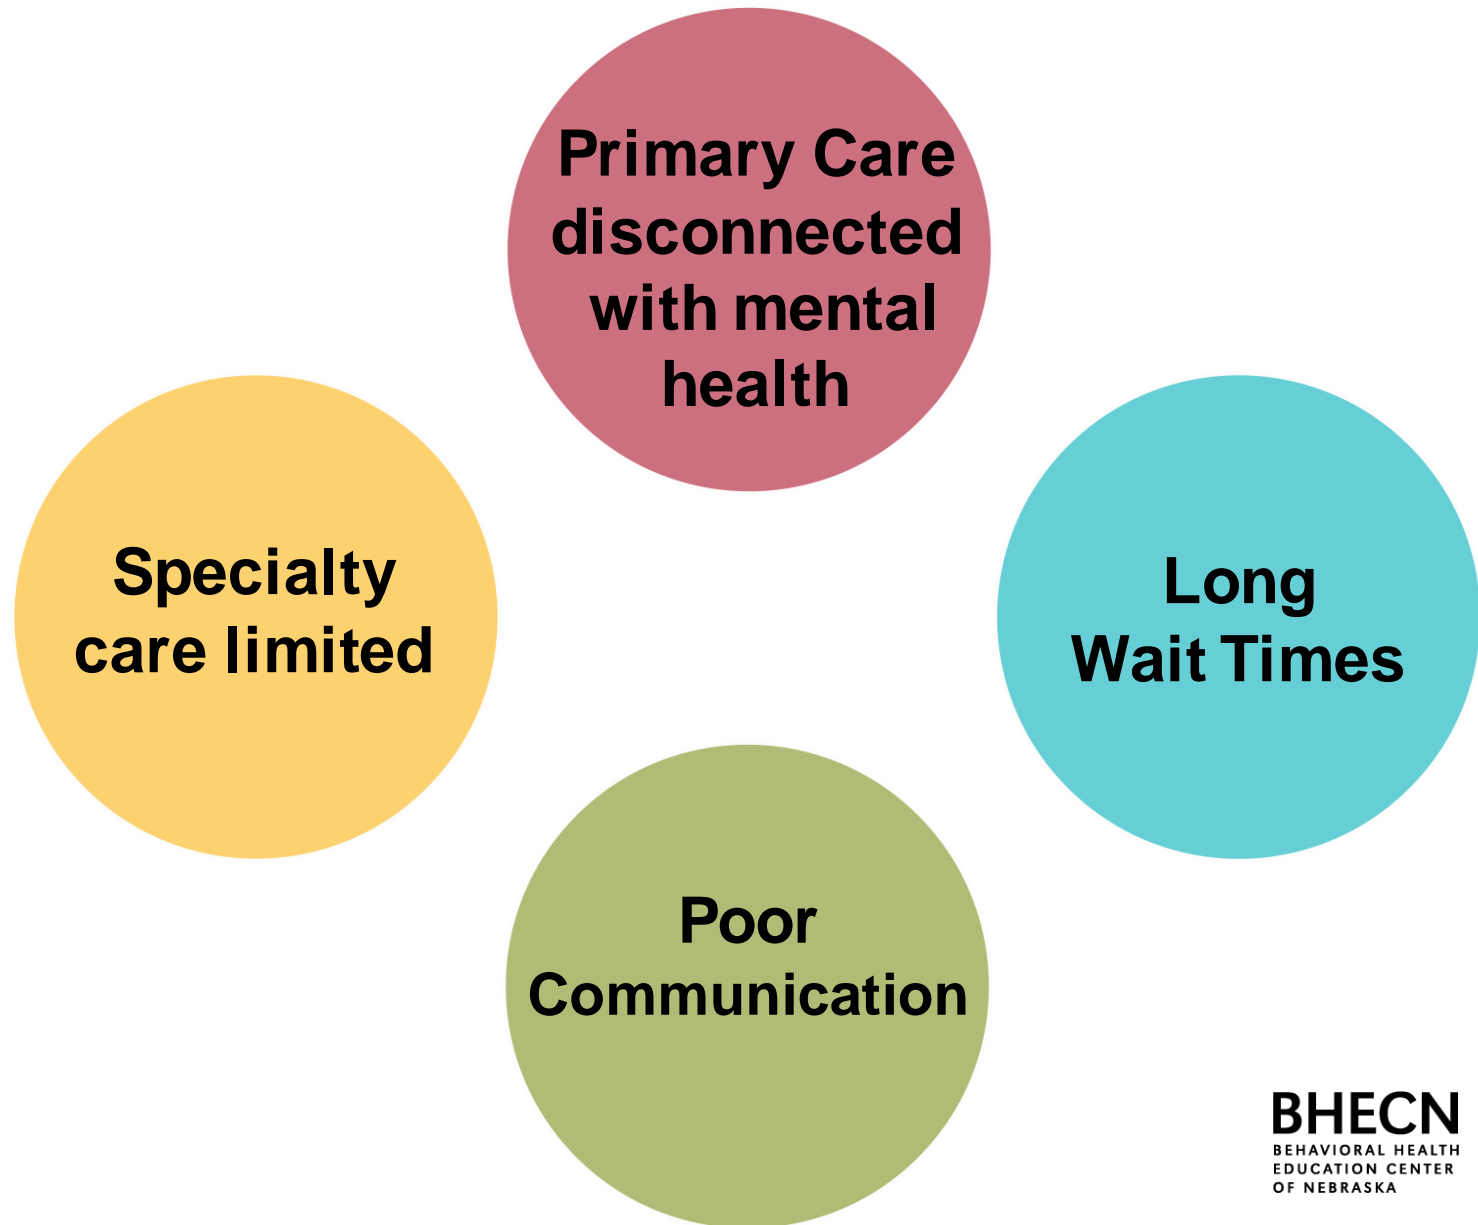 Primary Care
disconnected
with mental
health
Specialty
care limited
Long
Wait Times
Poor
Communication
BHECN
BEHAVIORAL HEALTH
EDUCATION CENTER
OF NEBRASKA